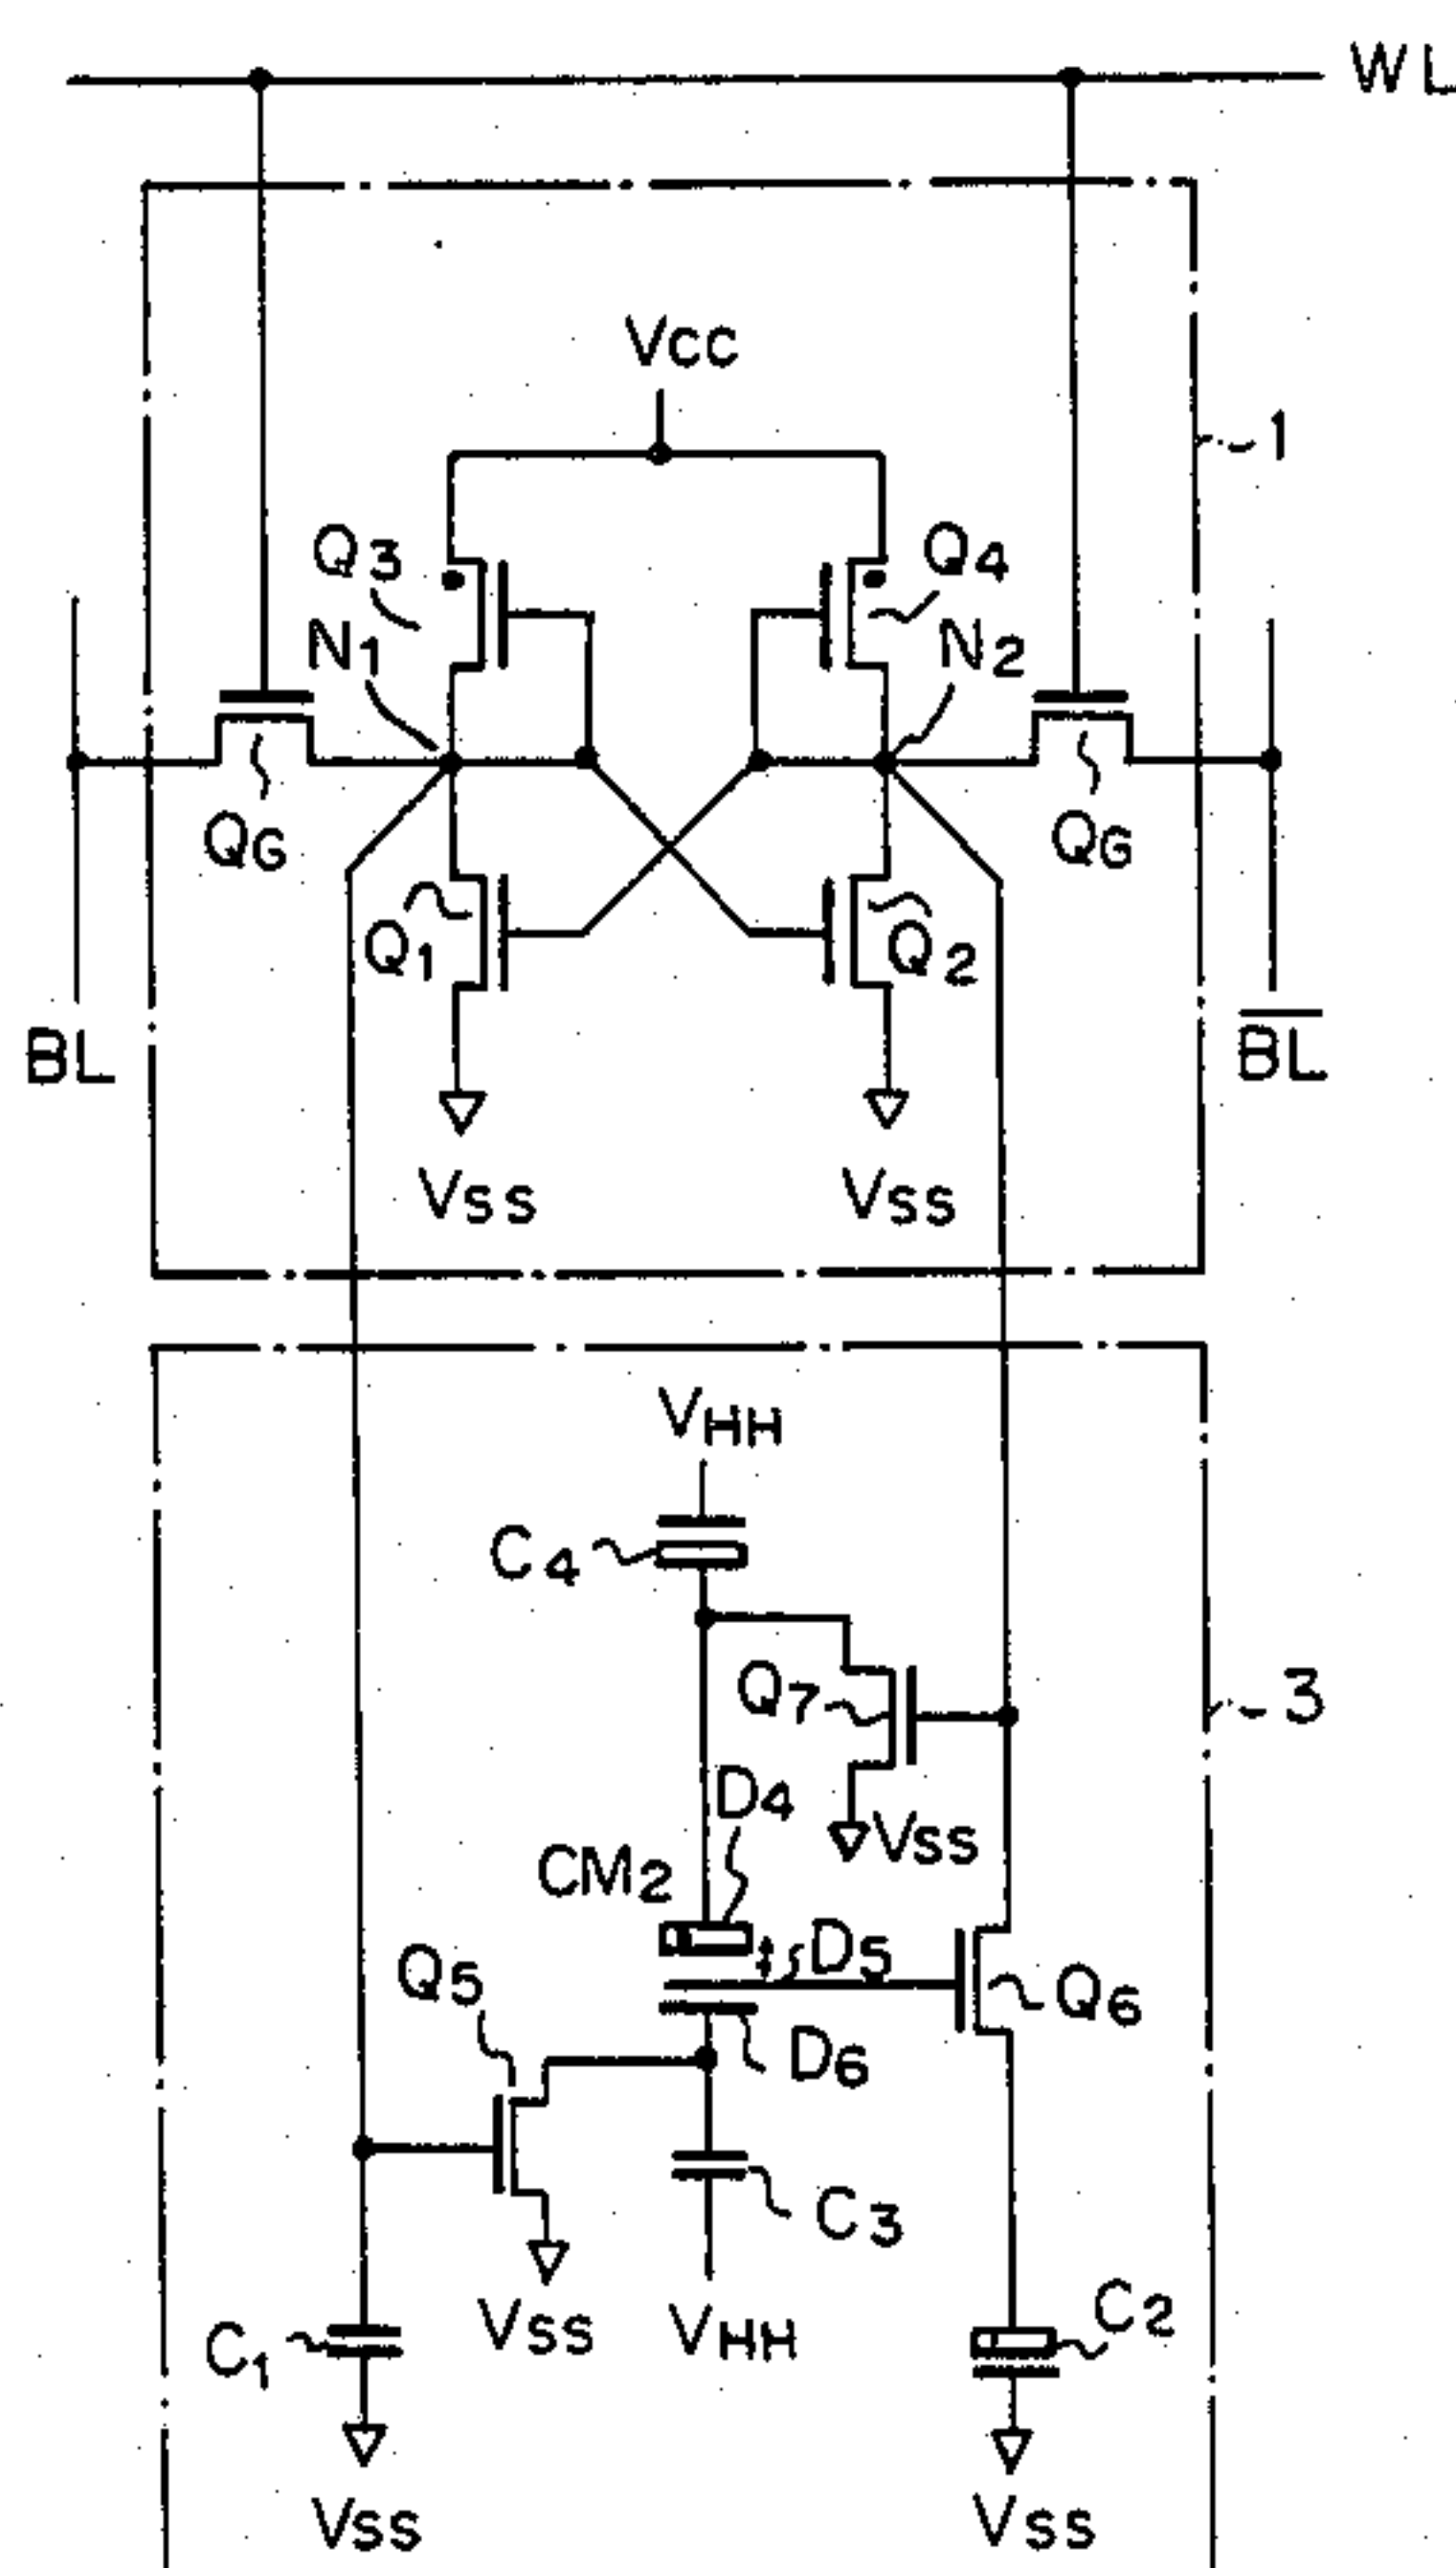 WL
VCC
1
Q3
Q4
N1
N2
QG
QG
Q1
Q2
BL
B̅L̅
VSS
VSS
VHH
C4
Q7
3
D4
VSS
CM2
D5
Q5
Q6
D6
C3
C2
VSS
VHH
C1
VSS
VSS